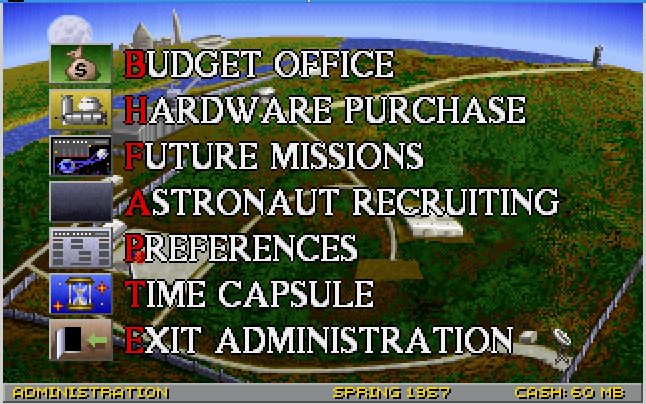 BUDGET OFFICE
HARDWARE PURCHASE
FUTURE MISSIONS
ASTRONAUT RECRUITING
PREFERENCES
TIME CAPSULE
EXIT ADMINISTRATION
ADMINISTRATION SPRING 1957 CASH: 60 MB